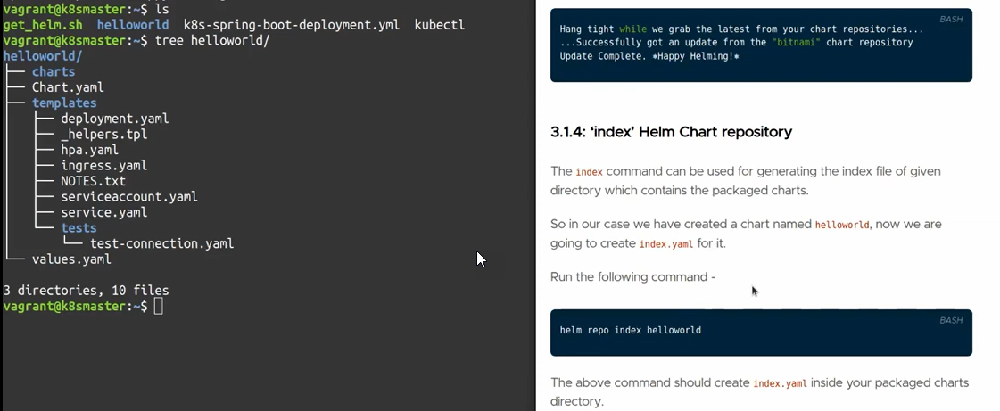 vagrant@k8smaster:~$ ls
get_helm.sh helloworld k8s-spring-boot-deployment.yml kubectl
vagrant@k8smaster:~$ tree helloworld/
helloworld/
├── charts
├── Chart.yaml
├── templates
│   ├── deployment.yaml
│   ├── _helpers.tpl
│   ├── hpa.yaml
│   ├── ingress.yaml
│   ├── NOTES.txt
│   ├── serviceaccount.yaml
│   ├── service.yaml
│   └── tests
│       └── test-connection.yaml
└── values.yaml
3 directories, 10 files
vagrant@k8smaster:~$
BASH
Hang tight while we grab the latest from your chart repositories...
...Successfully got an update from the "bitnami" chart repository
Update Complete. *Happy Helming!*
3.1.4: ‘index’ Helm Chart repository
The index command can be used for generating the index file of given
directory which contains the packaged charts.
So in our case we have created a chart named helloworld, now we are
going to create index.yaml for it.
Run the following command -
BASH
helm repo index helloworld
The above command should create index.yaml inside your packaged charts
directory.